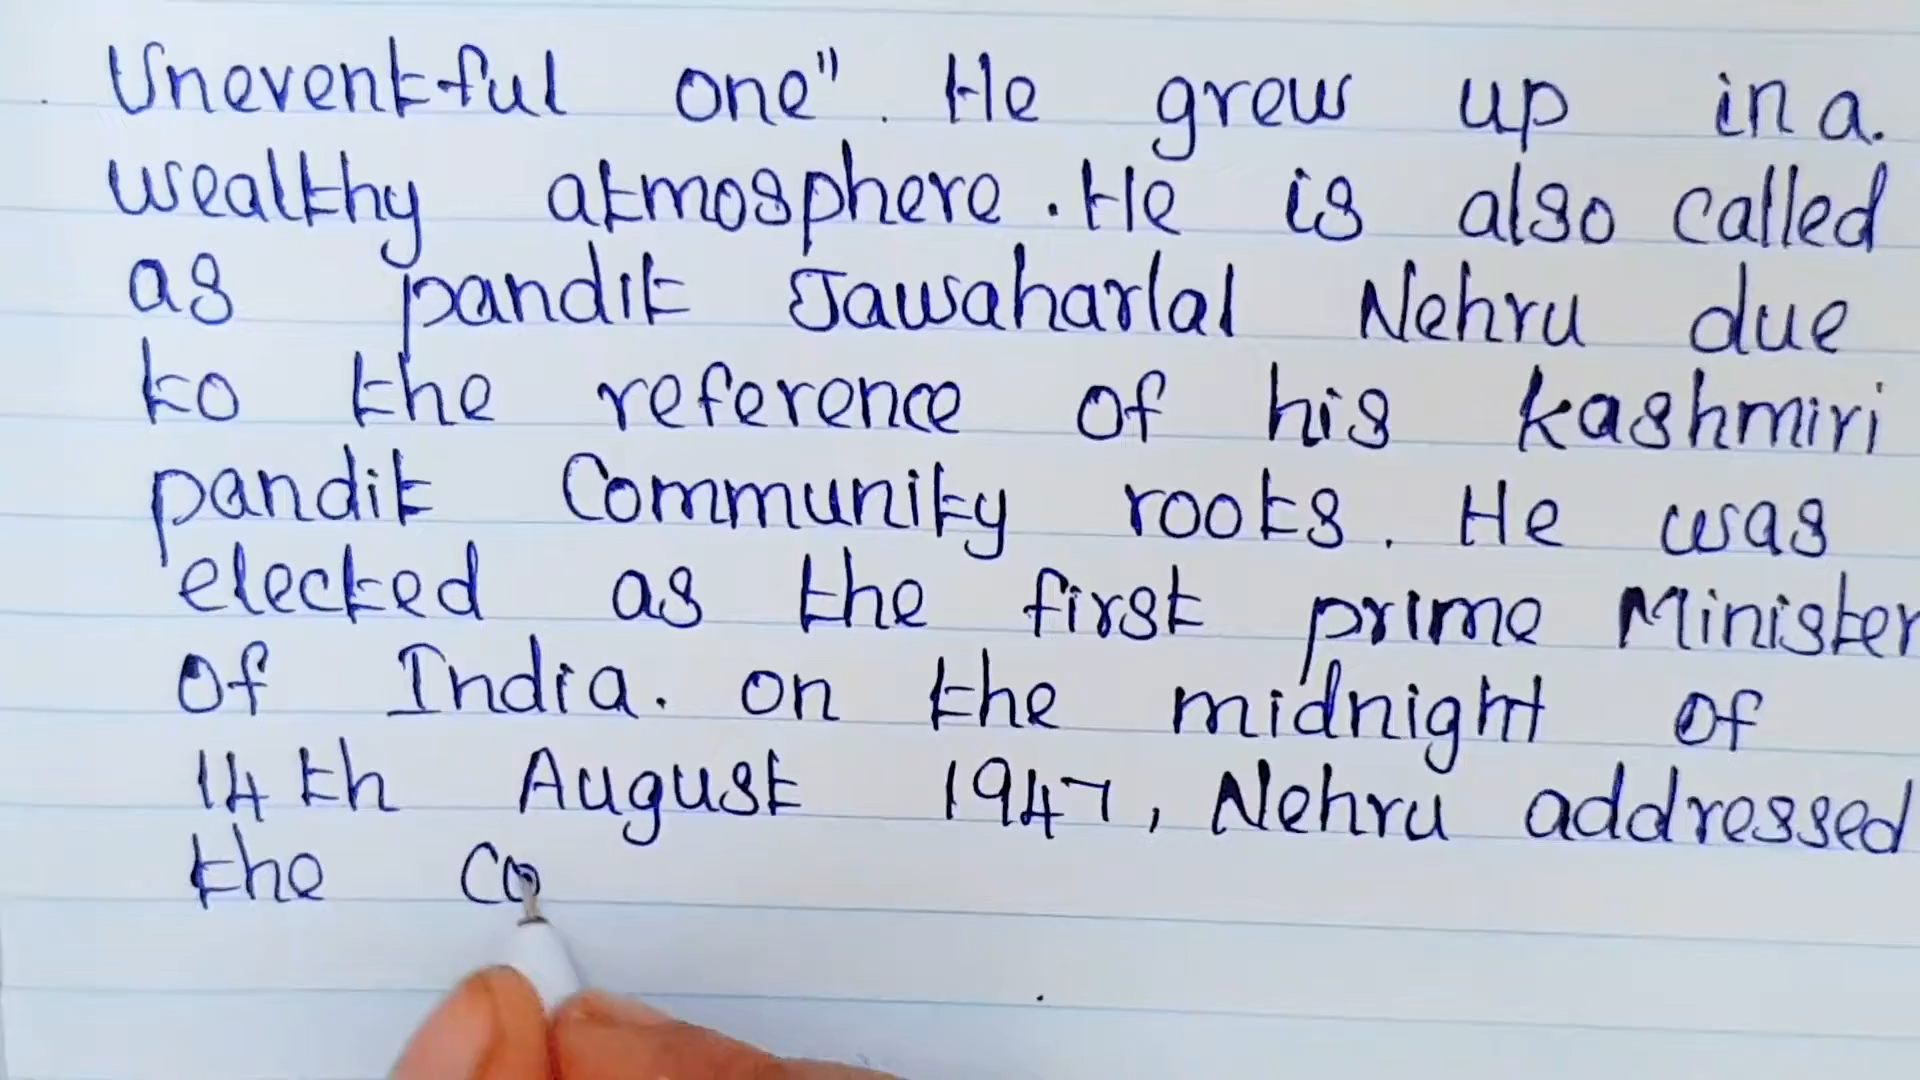 Uneventful one". He grew up in a.
wealthy atmosphere. He is also called
as pandit Jawaharlal Nehru due
to the reference of his kashmiri
pandit Community roots. He was
elected as the first prime Minister
of India. on the midnight of
14th August 1947, Nehru addressed
the co